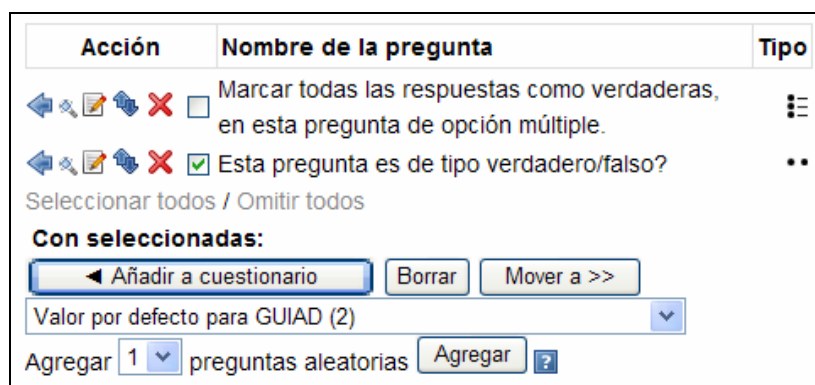 Acción Nombre de la pregunta Tipo
Marcar todas las respuestas como verdaderas,
en esta pregunta de opción múltiple.
Esta pregunta es de tipo verdadero/falso?
Seleccionar todos / Omitir todos
Con seleccionadas:
◄ Añadir a cuestionario Borrar Mover a >>
Valor por defecto para GUIAD (2)
Agregar 1 preguntas aleatorias Agregar ?